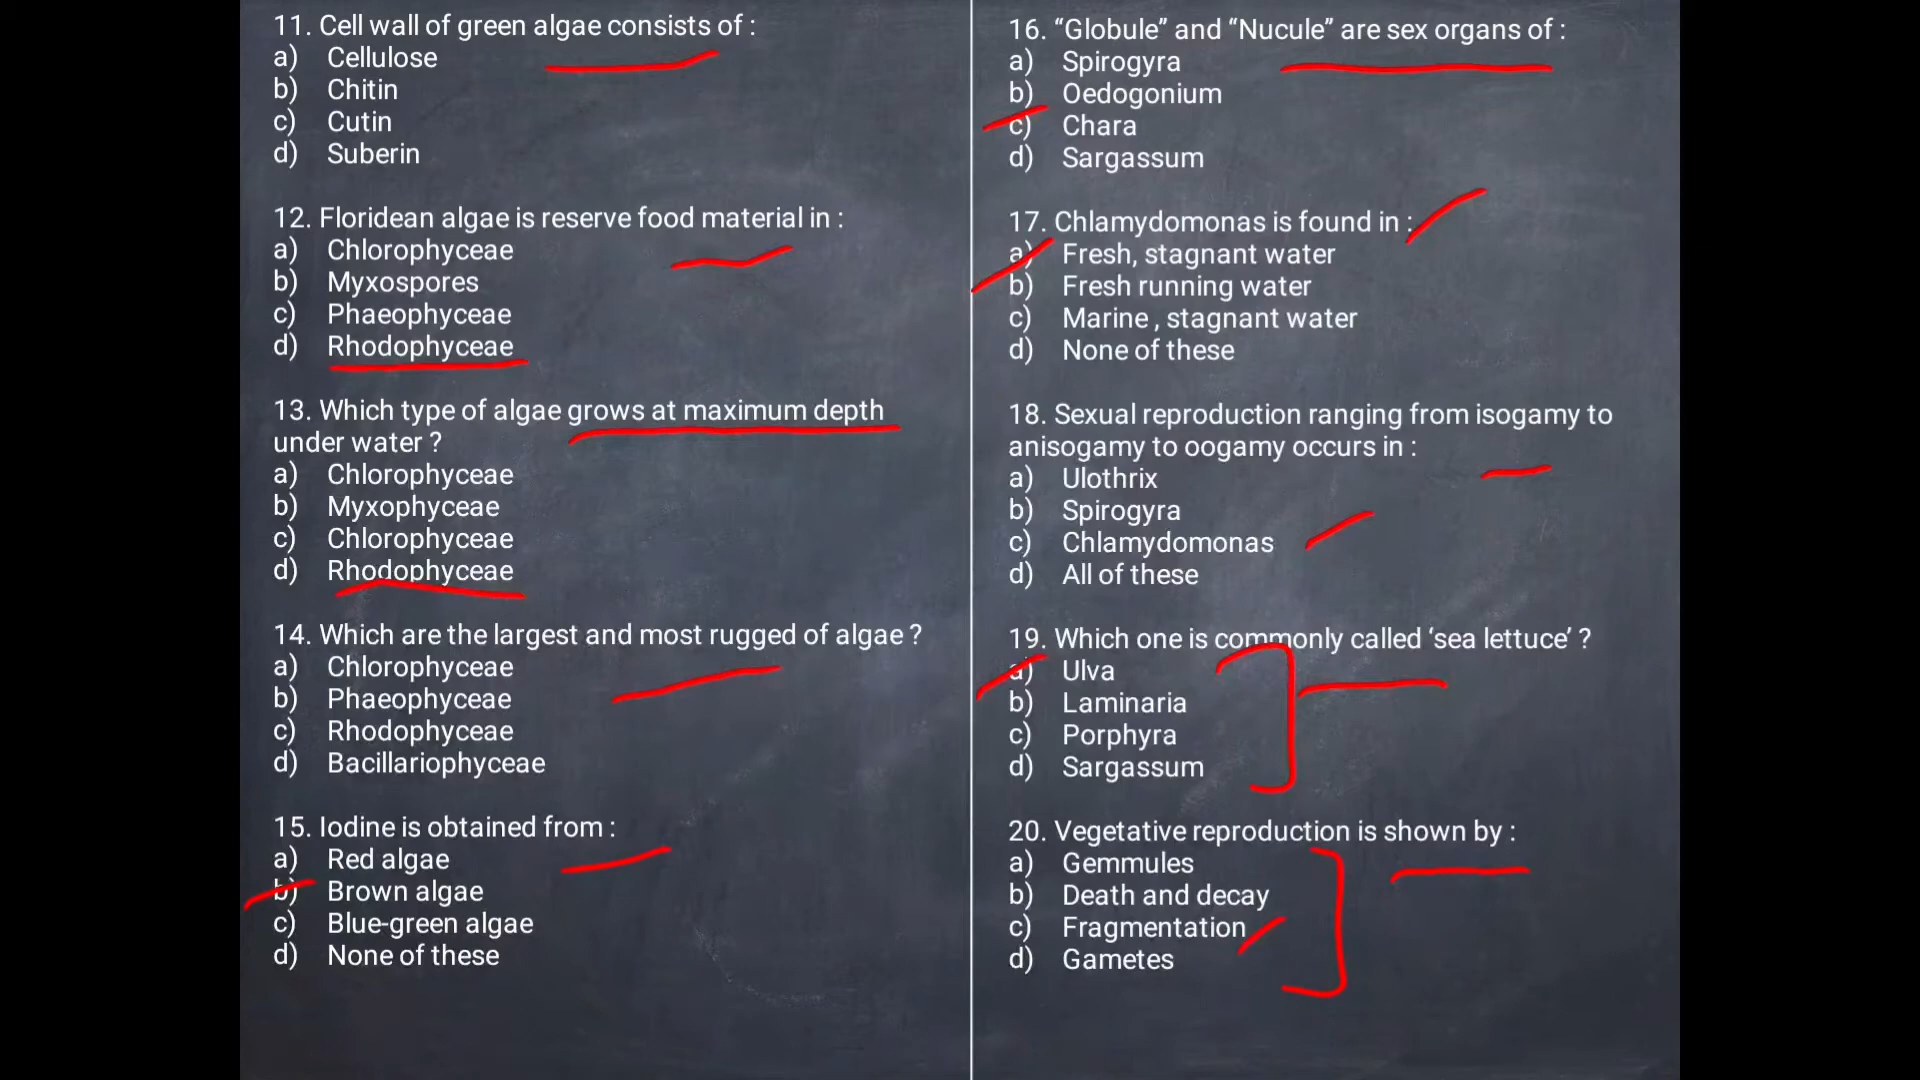 11. Cell wall of green algae consists of :
a) Cellulose
b) Chitin
c) Cutin
d) Suberin
12. Floridean algae is reserve food material in :
a) Chlorophyceae
b) Myxospores
c) Phaeophyceae
d) Rhodophyceae
13. Which type of algae grows at maximum depth
under water ?
a) Chlorophyceae
b) Myxophyceae
c) Chlorophyceae
d) Rhodophyceae
14. Which are the largest and most rugged of algae ?
a) Chlorophyceae
b) Phaeophyceae
c) Rhodophyceae
d) Bacillariophyceae
15. Iodine is obtained from :
a) Red algae
b) Brown algae
c) Blue-green algae
d) None of these
16. “Globule” and “Nucule” are sex organs of :
a) Spirogyra
b) Oedogonium
c) Chara
d) Sargassum
17. Chlamydomonas is found in :
a) Fresh, stagnant water
b) Fresh running water
c) Marine , stagnant water
d) None of these
18. Sexual reproduction ranging from isogamy to
anisogamy to oogamy occurs in :
a) Ulothrix
b) Spirogyra
c) Chlamydomonas
d) All of these
19. Which one is commonly called ‘sea lettuce’ ?
a) Ulva
b) Laminaria
c) Porphyra
d) Sargassum
20. Vegetative reproduction is shown by :
a) Gemmules
b) Death and decay
c) Fragmentation
d) Gametes